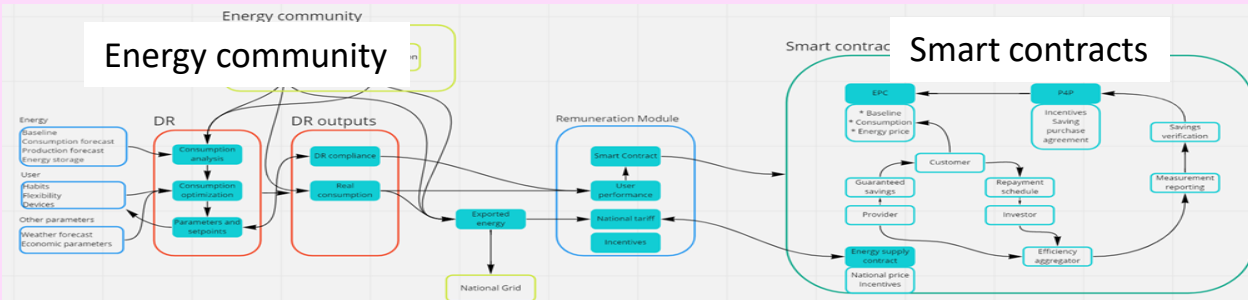 Energy community
Energy community
n
Smart contrac
Smart contracts
Energy
Baseline
Consumption forecast
Production forecast
Energy storage
User
Habits
Flexibility
Devices
Other parameters
Weather forecast
Economic parameters
DR
Consumption
analysis
Consumption
optimization
Parameters and
setpoints
DR outputs
DR compliance
Real
consumption
Exported
energy
National Grid
Remuneration Module
Smart Contract
User
performance
National tariff
Incentives
EPC
* Baseline
* Consumption
* Energy price
P4P
Incentives
Saving
purchase
agreement
Customer
Guaranteed
savings
Provider
Repayment
schedule
Investor
Efficiency
aggregator
Savings
verification
Measurement
reporting
Energy supply
contract
National price
Incentives